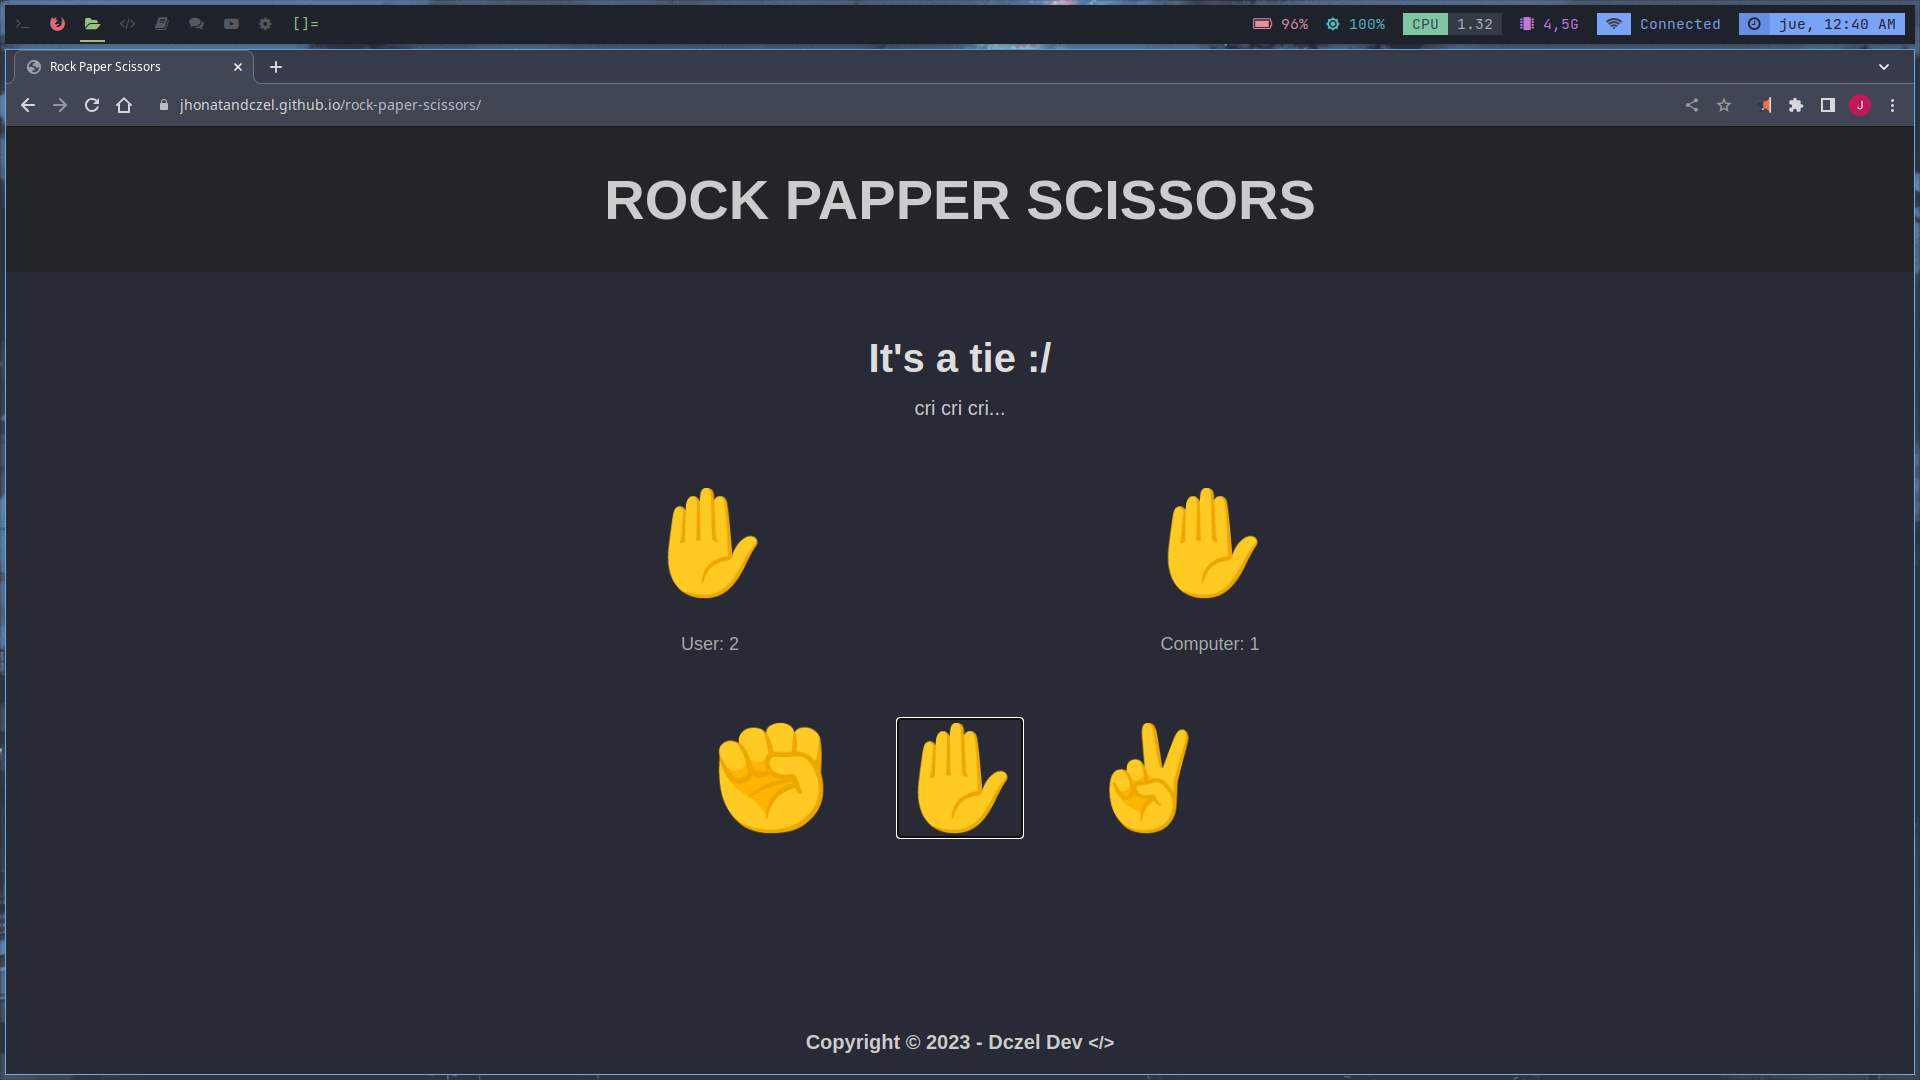 []=
96% 100% CPU 1.32 4,5G Connected jue, 12:40 AM
Rock Paper Scissors
jhonatandczel.github.io/rock-paper-scissors/
J
ROCK PAPPER SCISSORS
It's a tie :/
cri cri cri...
User: 2
Computer: 1
Copyright © 2023 - Dczel Dev </>